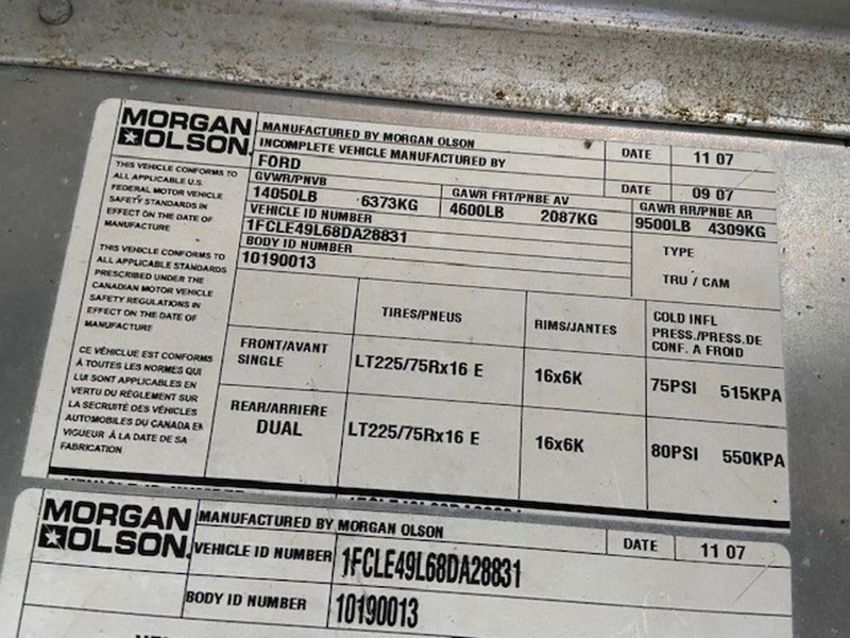 MORGAN OLSON
MANUFACTURED BY MORGAN OLSON DATE 11 07
INCOMPLETE VEHICLE MANUFACTURED BY
FORD DATE 09 07
GVWR/PNVB GAWR FRT/PNBE AV GAWR RR/PNBE AR
14050LB 6373KG 4600LB 2087KG 9500LB 4309KG
VEHICLE ID NUMBER TYPE
1FCLE49L68DA28831
BODY ID NUMBER TRU / CAM
10190013
THIS VEHICLE CONFORMS TO
ALL APPLICABLE U.S.
FEDERAL MOTOR VEHICLE
SAFETY STANDARDS IN
EFFECT ON THE DATE OF
MANUFACTURE
THIS VEHICLE CONFORMS TO
ALL APPLICABLE STANDARDS
PRESCRIBED UNDER THE
CANADIAN MOTOR VEHICLE
SAFETY REGULATIONS IN
EFFECT ON THE DATE OF
MANUFACTURE
CE VÉHICLUE EST CONFORMS
À TOUTES LES NORMES QUI
LUI SONT APPLICABLES EN
VERTU DU RÈGLEMENT SUR
LA SECRUITÉ DES VÉHICLES
AUTOMOBILES DU CANADA EN
VIGUEUR À LA DATE DE SA
FABRICATION
TIRES/PNEUS RIMS/JANTES COLD INFL
PRESS./PRESS.DE
CONF. A FROID
FRONT/AVANT
SINGLE LT225/75Rx16 E 16x6K 75PSI 515KPA
REAR/ARRIERE
DUAL LT225/75Rx16 E 16x6K 80PSI 550KPA
MORGAN OLSON
MANUFACTURED BY MORGAN OLSON DATE 11 07
VEHICLE ID NUMBER 1FCLE49L68DA28831
BODY ID NUMBER 10190013